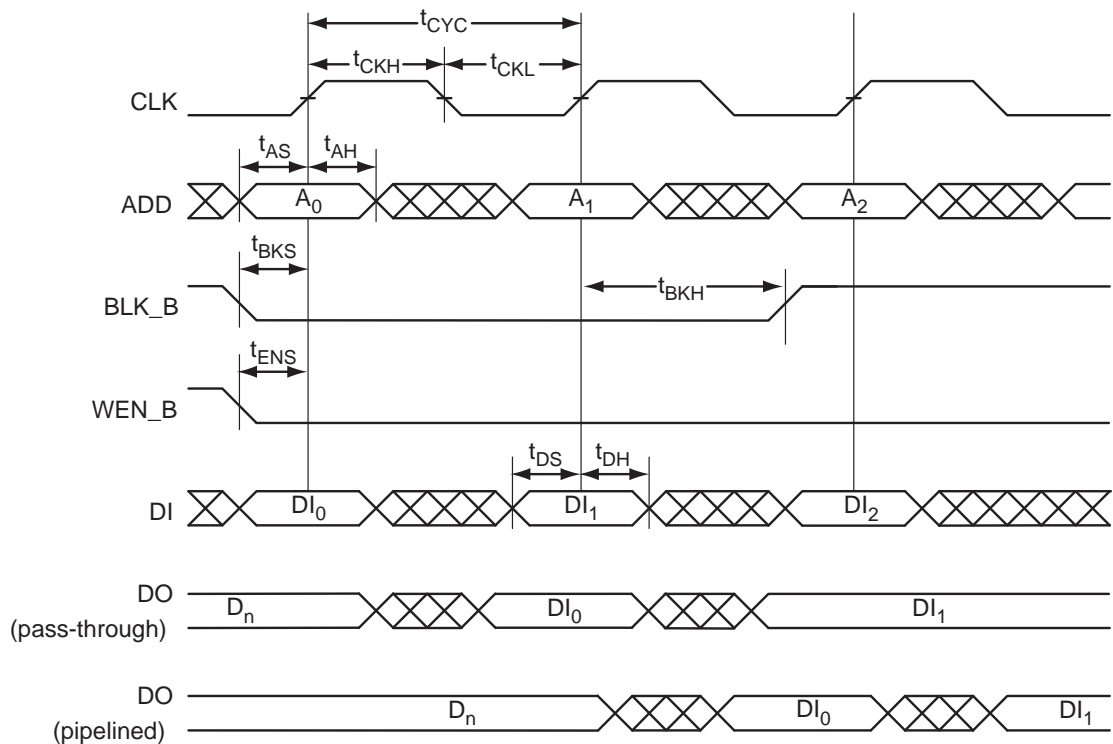 tCYC
tCKH tCKL
CLK
tAS tAH
ADD A0 A1 A2
tBKS
tBKH
BLK_B
tENS
WEN_B
tDS tDH
DI DI0 DI1 DI2
DO
(pass-through)
Dn DI0 DI1
DO
(pipelined)
Dn DI0 DI1